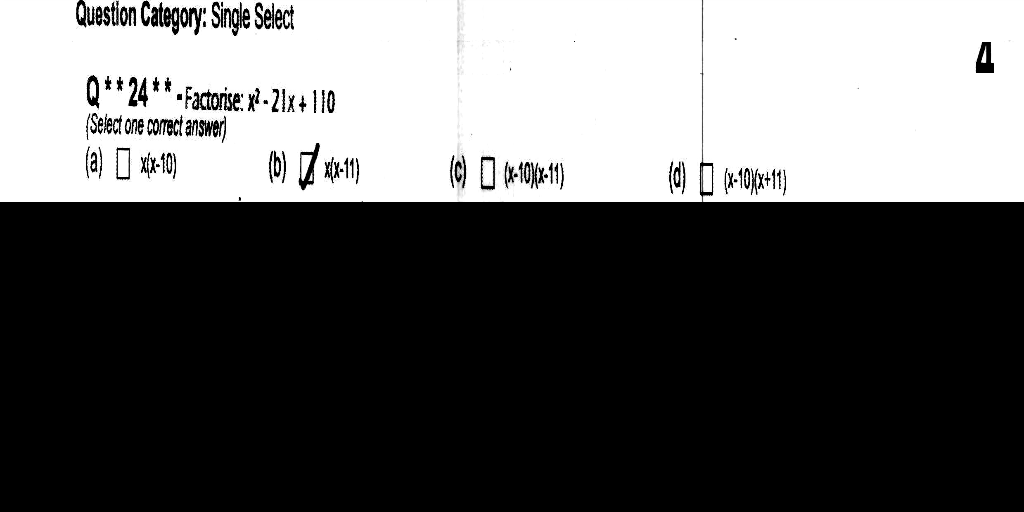 Question Category: Single Select
4
Q * * 24 * * - Factorise: x² - 21x + 110
(Select one correct answer)
(a) ☐ x(x-10) (b) ☑ x(x-11) (c) ☐ (x-10)(x-11) (d) ☐ (x-10)(x+11)